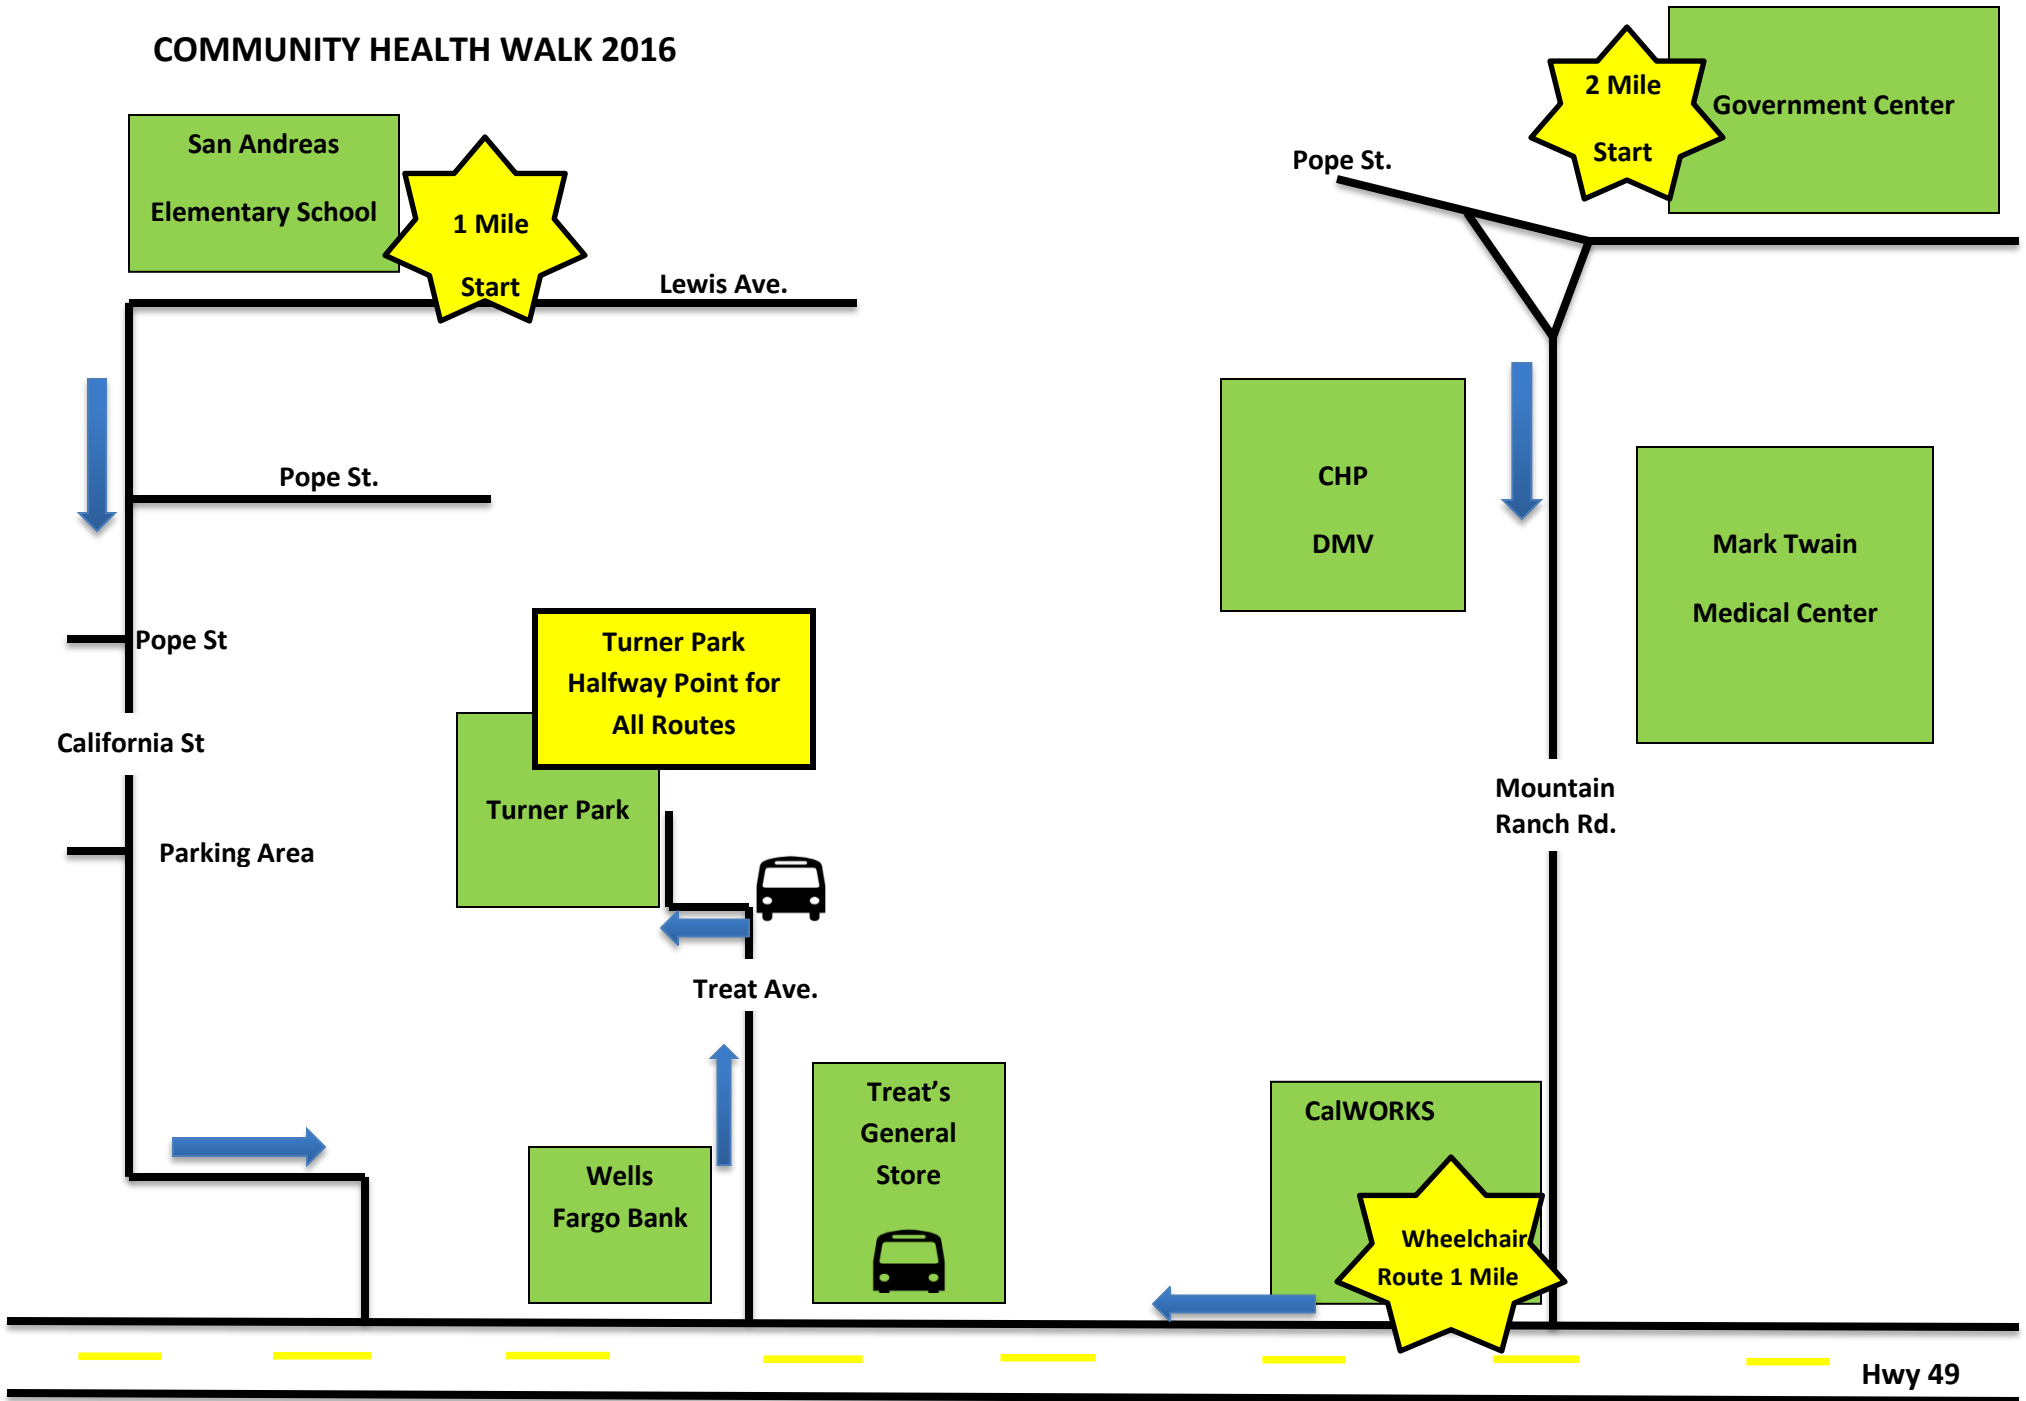 COMMUNITY HEALTH WALK 2016
2 Mile
Start
Government Center
San Andreas
Elementary School
1 Mile
Start
Lewis Ave.
Pope St.
Pope St.
CHP
DMV
Mark Twain
Medical Center
Pope St
California St
Turner Park
Halfway Point for
All Routes
Turner Park
Parking Area
Mountain
Ranch Rd.
Treat Ave.
Treat’s
General
Store
Wells
Fargo Bank
CalWORKS
Wheelchair
Route 1 Mile
Hwy 49